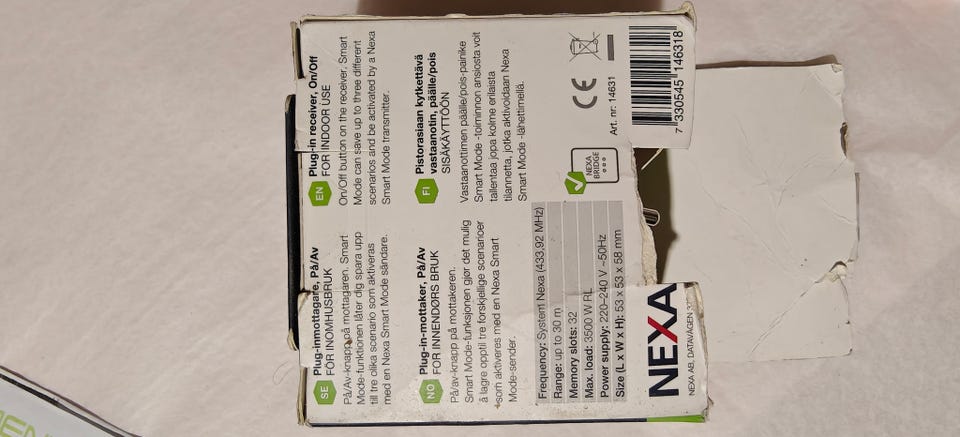 SE
Plug-inmottagare, På/Av
FÖR INOMHUSBRUK
På/Av-knapp på mottagaren. Smart
Mode-funktionen låter dig spara upp
till tre olika scenario som aktiveras
med en Nexa Smart Mode sändare.
EN
Plug-in receiver, On/Off
FOR INDOOR USE
On/Off button on the receiver. Smart
Mode can save up to three different
scenarios and be activated by a Nexa
Smart Mode transmitter.
NO
Plug-in-mottaker, På/Av
FOR INNENDØRS BRUK
På/av-knapp på mottakeren.
Smart Mode-funksjonen gjør det mulig
å lagre opptil tre forskjellige scenarioer
som aktiveres med en Nexa Smart
Mode-sender.
FI
Pistorasiaan kytkettävä
vastaanotin, päälle/pois
SISÄKÄYTTÖÖN
Vastaanottimen päälle/pois-painike
Smart Mode -toiminnon ansiosta voit
tallentaa jopa kolme erilaista
tilannetta, jotka aktivoidaan Nexa
Smart Mode -lähettimellä.
Frequency: System Nexa (433,92 MHz)
Range: up to 30 m
Memory slots: 32
Max. load: 3500 W RL
Power supply: 220–240 V ~50Hz
Size (L x W x H): 53 x 53 x 58 mm
NEXA
BRIDGE
CE
Art. nr: 14631
7 330545 146318
NEXA
NEXA AB, DATAVÄGEN 37